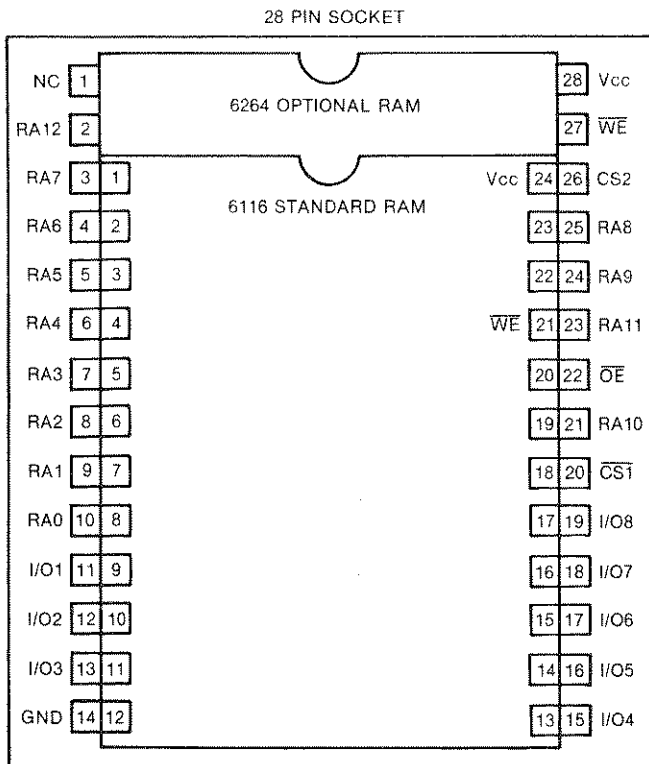 28 PIN SOCKET
NC 1 28 Vcc
6264 OPTIONAL RAM
RA12 2 27 W̅E̅
RA7 3 1 Vcc 24 26 CS2
6116 STANDARD RAM
RA6 4 2 23 25 RA8
RA5 5 3 22 24 RA9
RA4 6 4 W̅E̅ 21 23 RA11
RA3 7 5 20 22 O̅E̅
RA2 8 6 19 21 RA10
RA1 9 7 18 20 C̅S̅1̅
RA0 10 8 17 19 I/O8
I/O1 11 9 16 18 I/O7
I/O2 12 10 15 17 I/O6
I/O3 13 11 14 16 I/O5
GND 14 12 13 15 I/O4